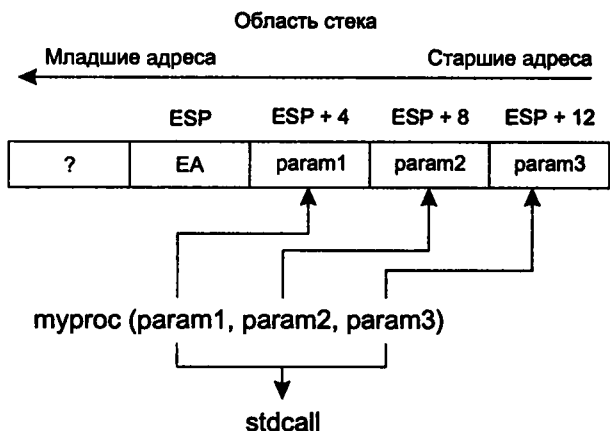 Область стека
Младшие адреса Старшие адреса
ESP ESP + 4 ESP + 8 ESP + 12
? EA param1 param2 param3
myproc (param1, param2, param3)
stdcall